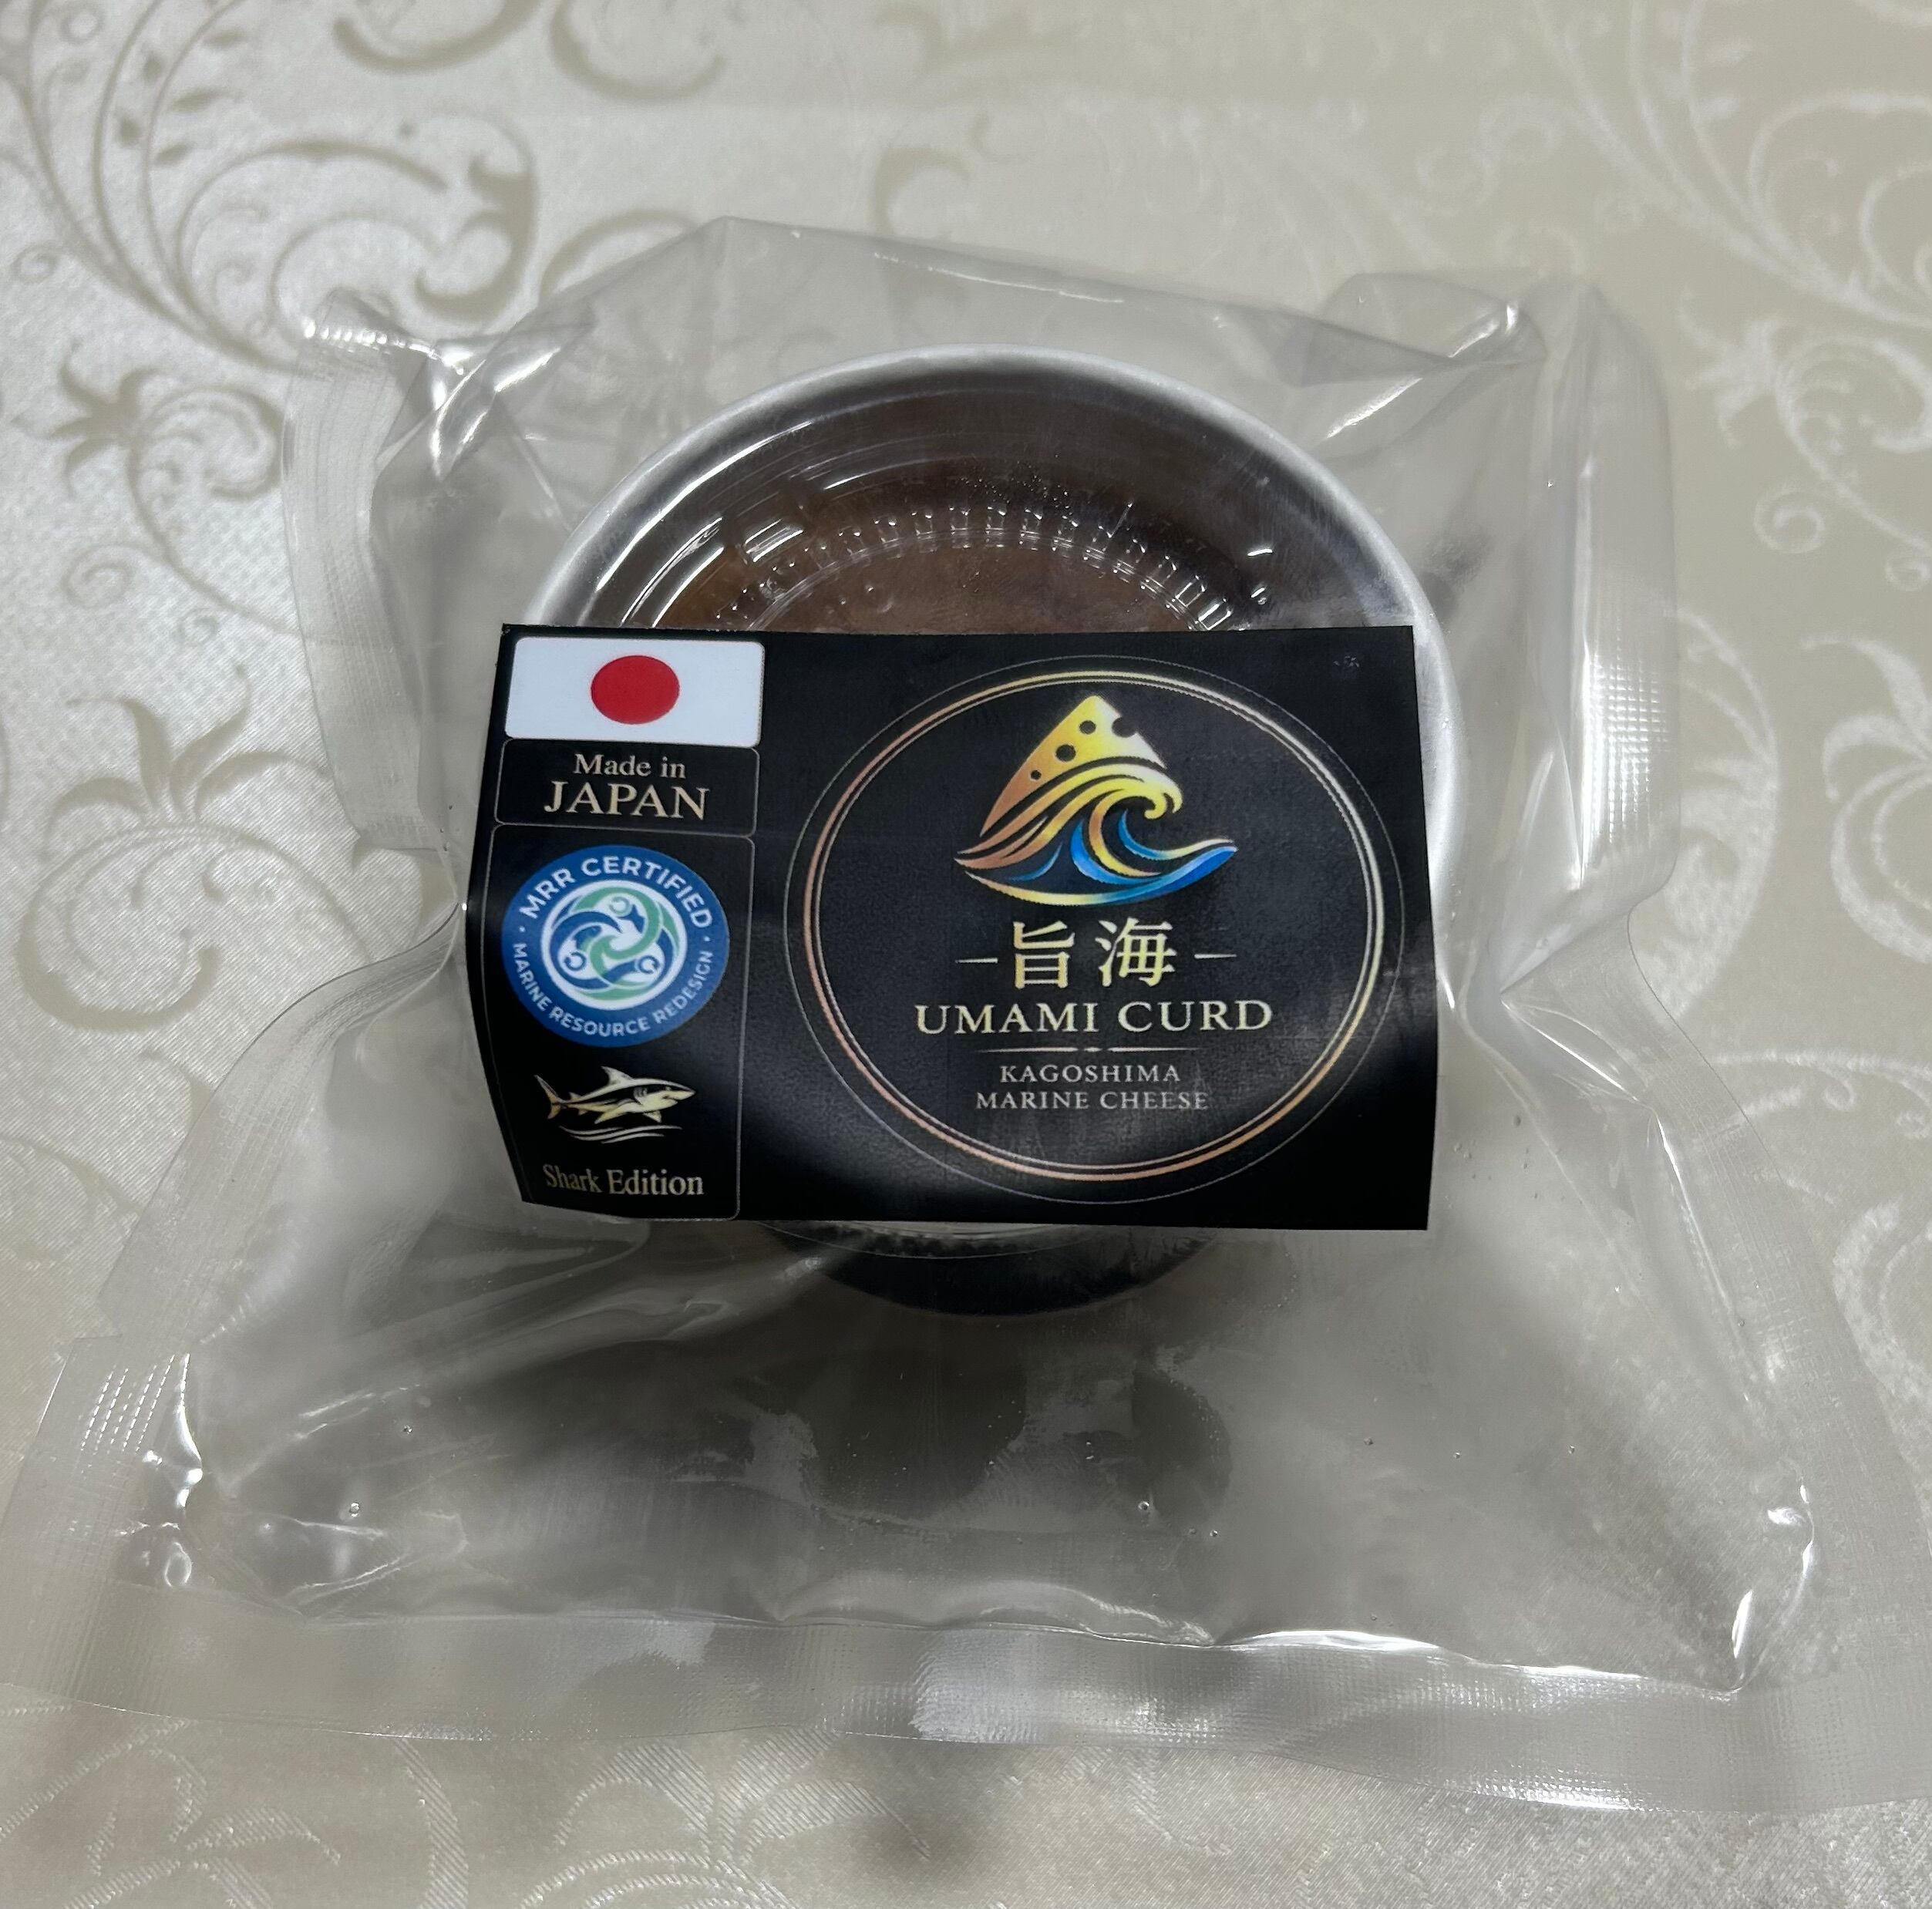 Made in
JAPAN
MRR CERTIFIED
MARINE RESOURCE REDESIGN
Shark Edition
旨海
UMAMI CURD
KAGOSHIMA
MARINE CHEESE